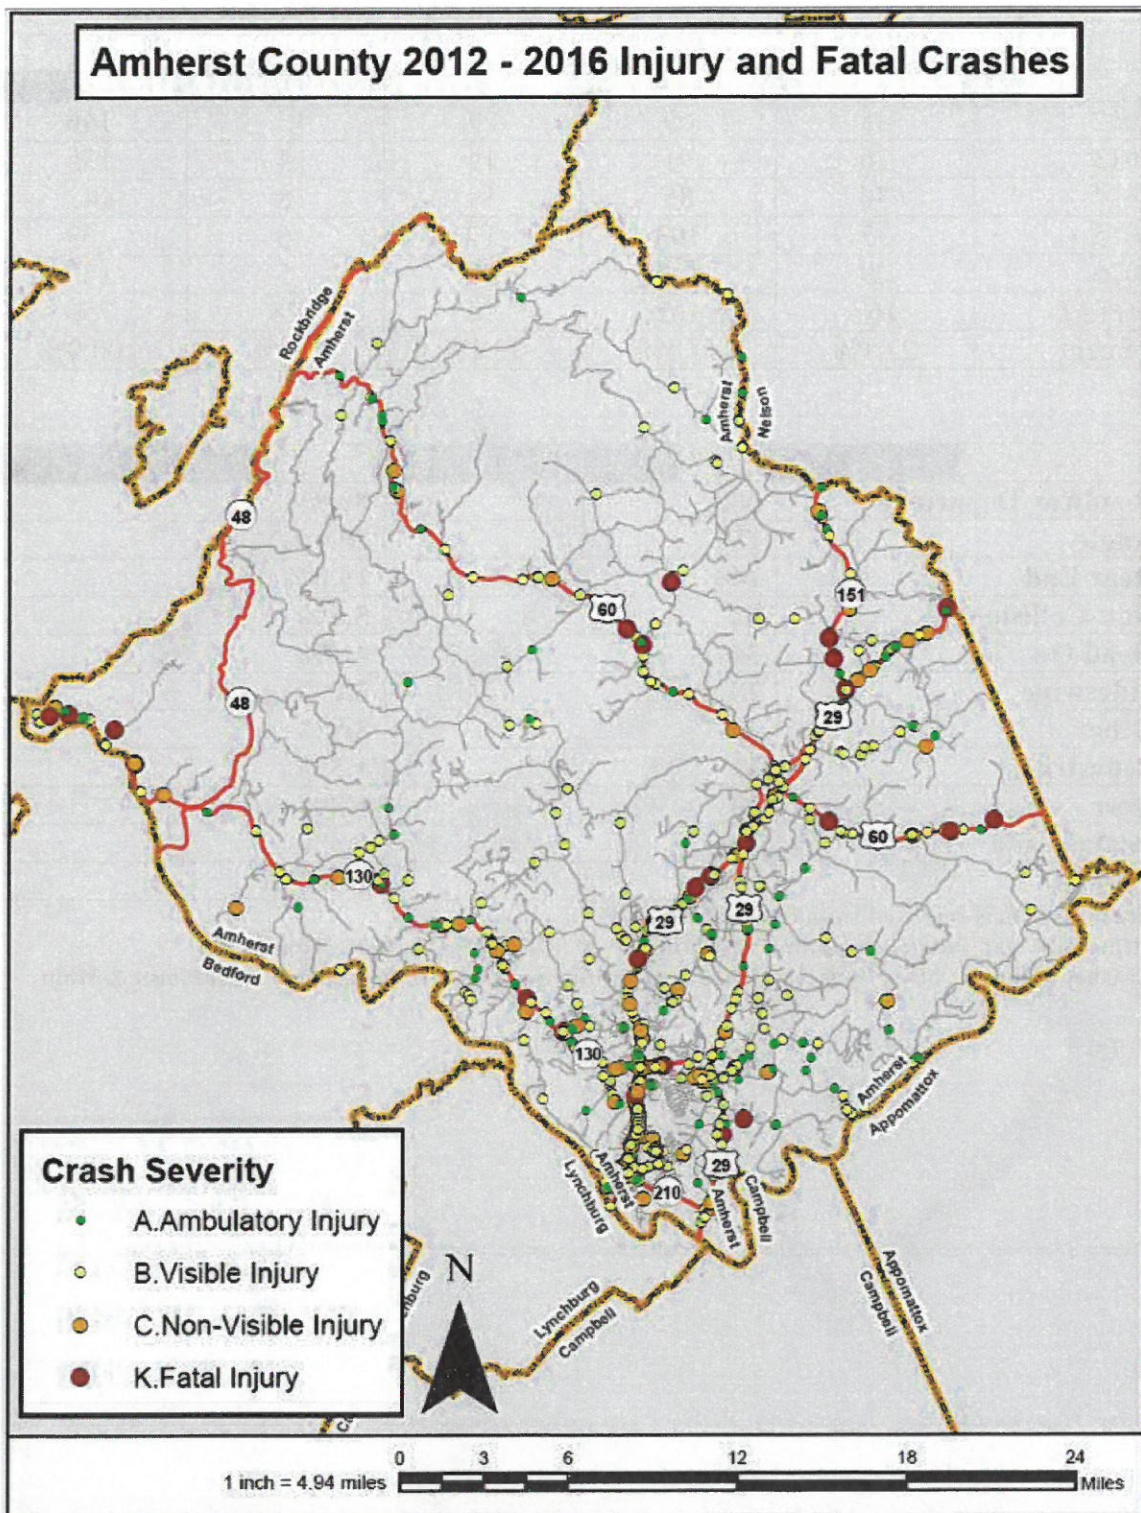 Amherst County 2012 - 2016 Injury and Fatal Crashes
Rockbridge
Amherst
Amherst
Nelson
48
151
60
48
29
60
130
29
29
Amherst
Bedford
130
Amherst
Appomattox
Amherst
Lynchburg
210
29
Campbell
Amherst
Lynchburg
Campbell
Appomattox
Campbell
Crash Severity
A.Ambulatory Injury
B.Visible Injury
C.Non-Visible Injury
K.Fatal Injury
N
1 inch = 4.94 miles
0 3 6 12 18 24
Miles